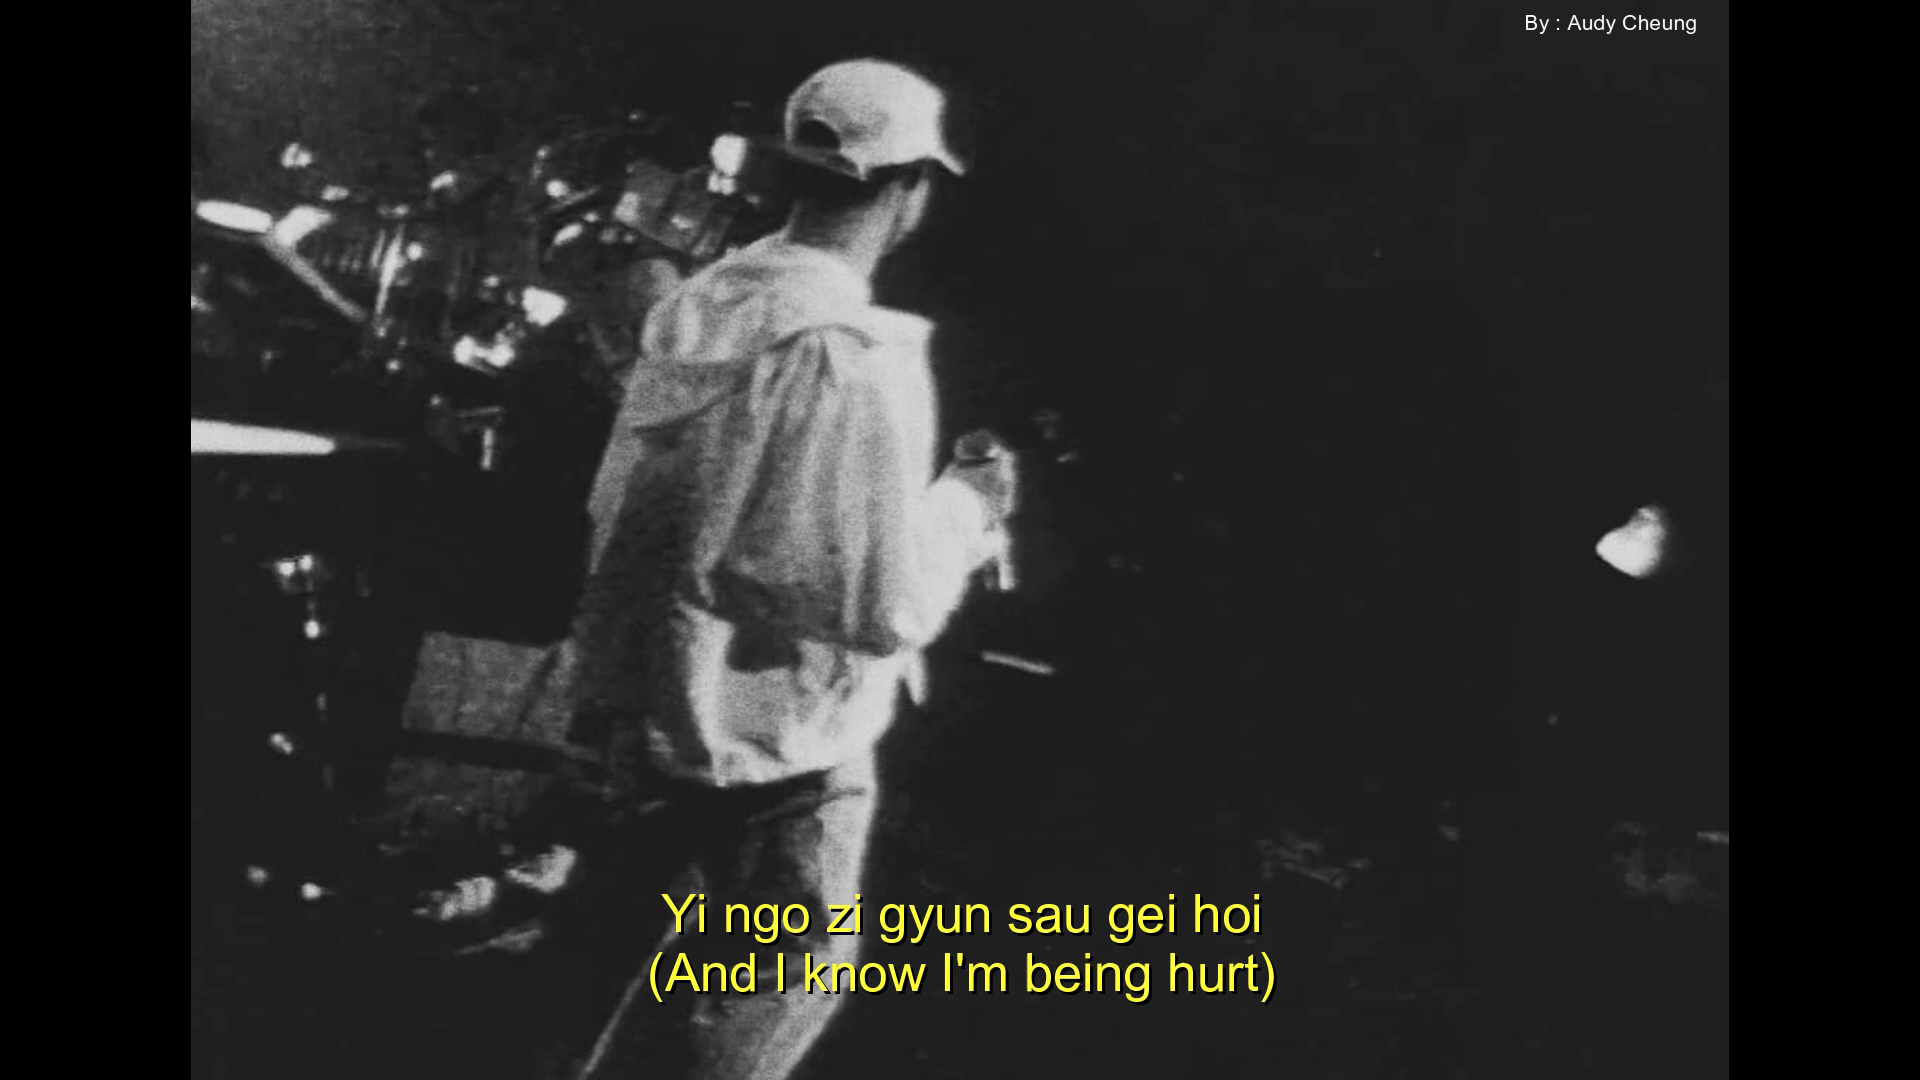 By : Audy Cheung
Yi ngo zi gyun sau gei hoi
(And I know I'm being hurt)